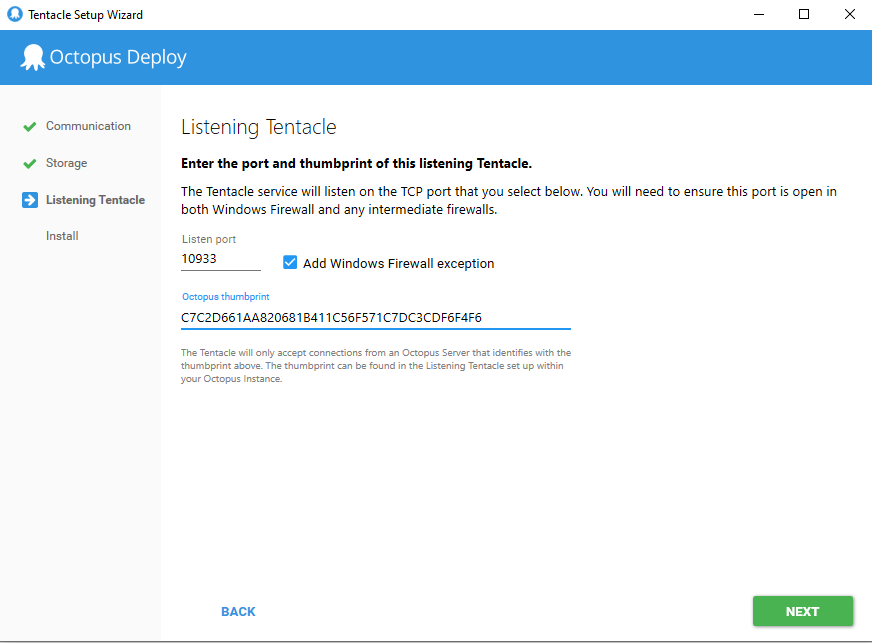 Tentacle Setup Wizard
Octopus Deploy
Communication
Storage
Listening Tentacle
Install
Listening Tentacle
Enter the port and thumbprint of this listening Tentacle.
The Tentacle service will listen on the TCP port that you select below. You will need to ensure this port is open in
both Windows Firewall and any intermediate firewalls.
Listen port
10933
Add Windows Firewall exception
Octopus thumbprint
C7C2D661AA820681B411C56F571C7DC3CDF6F4F6
The Tentacle will only accept connections from an Octopus Server that identifies with the
thumbprint above. The thumbprint can be found in the Listening Tentacle set up within
your Octopus Instance.
BACK
NEXT